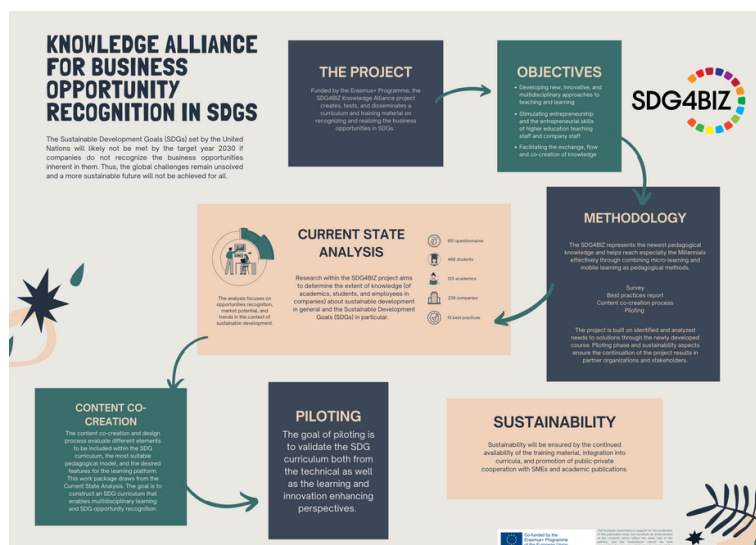 KNOWLEDGE ALLIANCE
FOR BUSINESS
OPPORTUNITY
RECOGNITION IN SDGS
The Sustainable Development Goals (SDGs) set by the United
Nations will likely not be met by the target year 2030 if
companies do not recognize the business opportunities
inherent in them. Thus, the global challenges remain unsolved
and a more sustainable future will not be achieved for all.
THE PROJECT
Funded by the Erasmus+ Programme, the
SDG4BIZ Knowledge Alliance project
creates, tests, and disseminates a
curriculum and training material on
recognizing and realizing the business
opportunities in SDGs.
OBJECTIVES
• Developing new, innovative, and
multidisciplinary approaches to
teaching and learning
• Stimulating entrepreneurship and
the entrepreneurial skills of
higher education teaching
staff and company staff
• Facilitating the exchange, flow
and co-creation of knowledge
SDG4BIZ
METHODOLOGY
The SDG4BIZ represents the newest pedagogical
knowledge and helps reach especially the Millennials
effectively through combining micro-learning and
mobile learning as pedagogical methods.
Survey
Best practices report
Content co-creation process
Piloting
The project is built on identified and analyzed
needs to solutions through the newly developed
course. Piloting phase and sustainability aspects
ensure the continuation of the project results in
partner organizations and stakeholders.
CURRENT STATE
ANALYSIS
Research within the SDG4BIZ project aims
to determine the extent of knowledge (of
academics, students, and employees in
companies) about sustainable development
in general and the Sustainable Development
Goals (SDGs) in particular.
The analysis focuses on
opportunities recognition,
market potential, and
trends in the context of
sustainable development.
questionnaires
students
academics
companies
best practices
CONTENT CO-
CREATION
The content co-creation and design
process evaluate different elements
to be included within the SDG
curriculum, the most suitable
pedagogical model, and the desired
features for the learning platform.
This work package draws from the
Current State Analysis. The goal is to
construct an SDG curriculum that
enables multidisciplinary learning
and SDG opportunity recognition.
PILOTING
The goal of piloting is
to validate the SDG
curriculum both from
the technical as well
as the learning and
innovation enhancing
perspectives.
SUSTAINABILITY
Sustainability will be ensured by the continued
availability of the training material, integration into
curricula, and promotion of public-private
cooperation with SMEs and academic publications.
Co-funded by the
Erasmus+ Programme
of the European Union